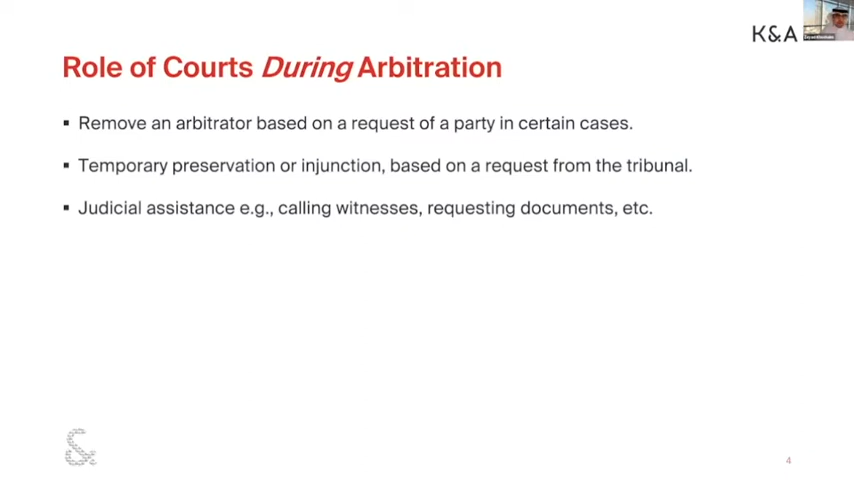 K&A
Role of Courts During Arbitration
▪ Remove an arbitrator based on a request of a party in certain cases.
▪ Temporary preservation or injunction, based on a request from the tribunal.
▪ Judicial assistance e.g., calling witnesses, requesting documents, etc.
&
4